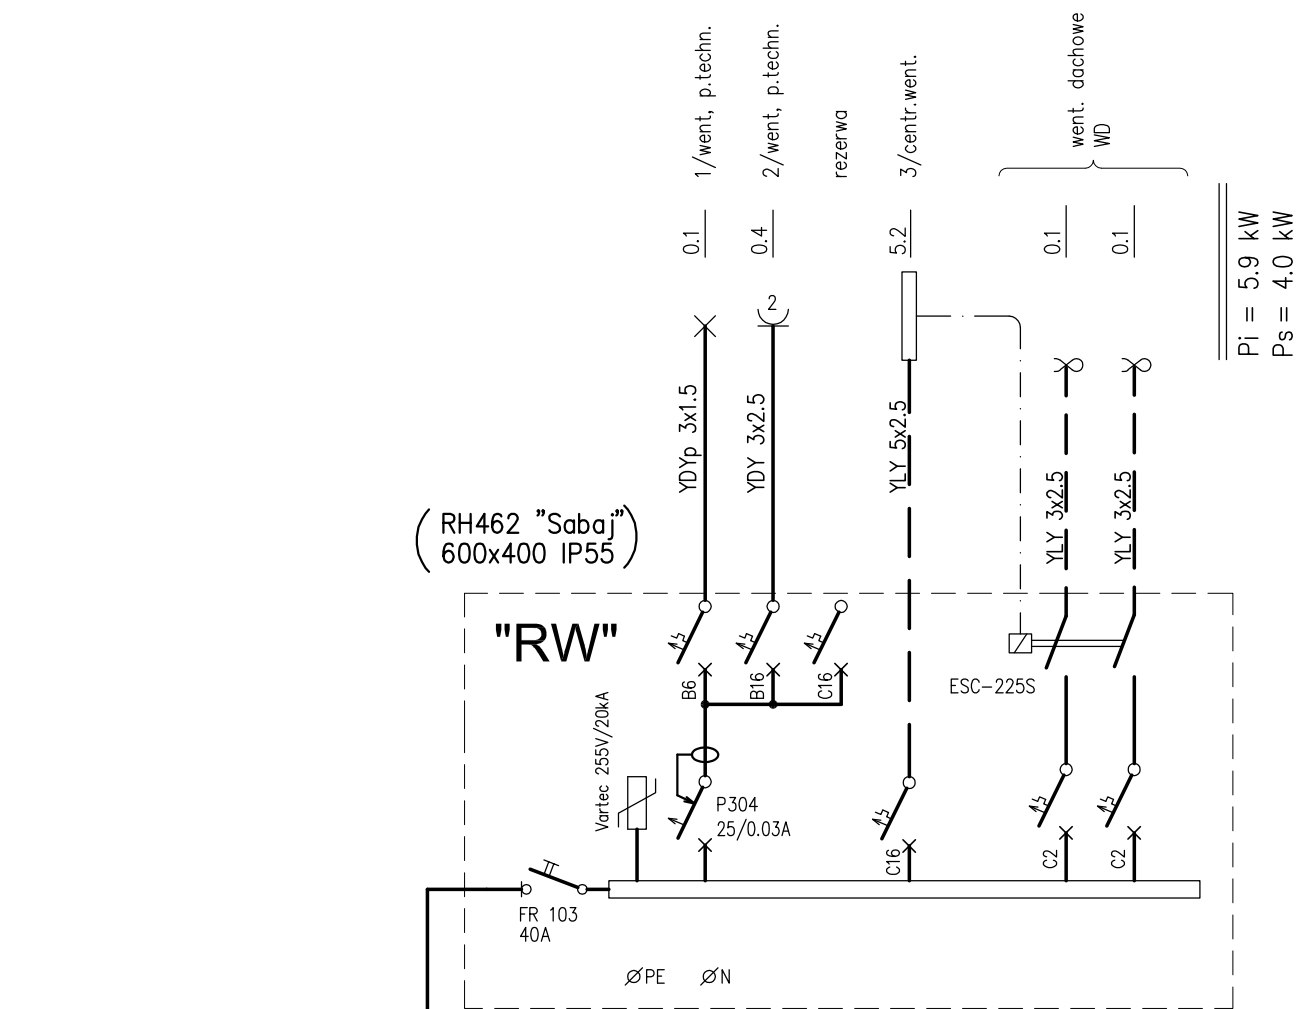 1/went, p.techn.
2/went, p.techn.
rezerwa
3/centr.went.
went. dachowe
WD
0.1
0.4
5.2
0.1
0.1
Pi = 5.9 kW
Ps = 4.0 kW
2
YDYp 3x1.5
YDY 3x2.5
YLY 5x2.5
YLY 3x2.5
YLY 3x2.5
RH462 "Sabaj"
600x400 IP55
"RW"
B6
B16
C16
ESC-225S
Vartec 255V/20kA
P304
25/0.03A
C16
C2
C2
FR 103
40A
PE
N